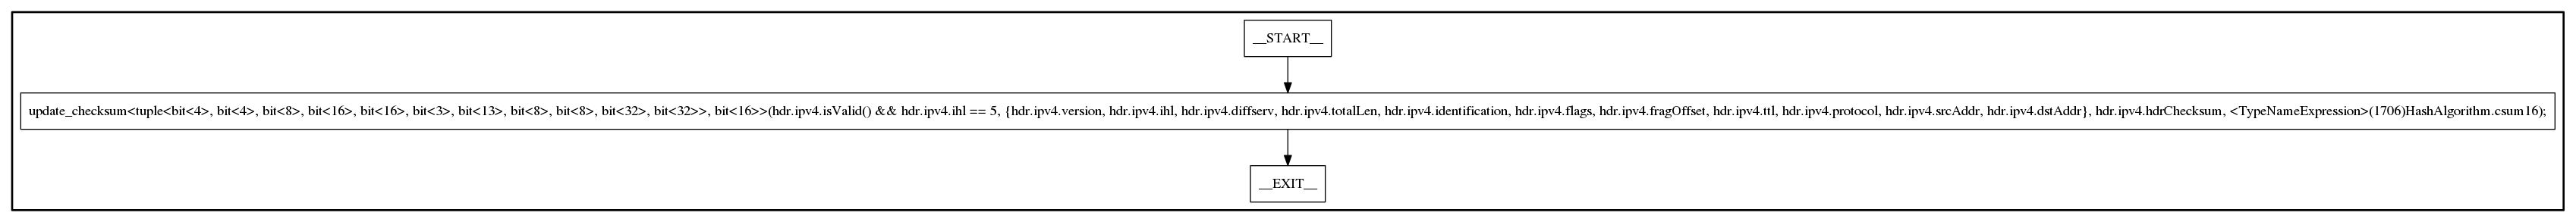 __START__
update_checksum<tuple<bit<4>, bit<4>, bit<8>, bit<16>, bit<16>, bit<3>, bit<13>, bit<8>, bit<8>, bit<32>, bit<32>>, bit<16>>(hdr.ipv4.isValid() && hdr.ipv4.ihl == 5, {hdr.ipv4.version, hdr.ipv4.ihl, hdr.ipv4.diffserv, hdr.ipv4.totalLen, hdr.ipv4.identification, hdr.ipv4.flags, hdr.ipv4.fragOffset, hdr.ipv4.ttl, hdr.ipv4.protocol, hdr.ipv4.srcAddr, hdr.ipv4.dstAddr}, hdr.ipv4.hdrChecksum, <TypeNameExpression>(1706)HashAlgorithm.csum16);
__EXIT__